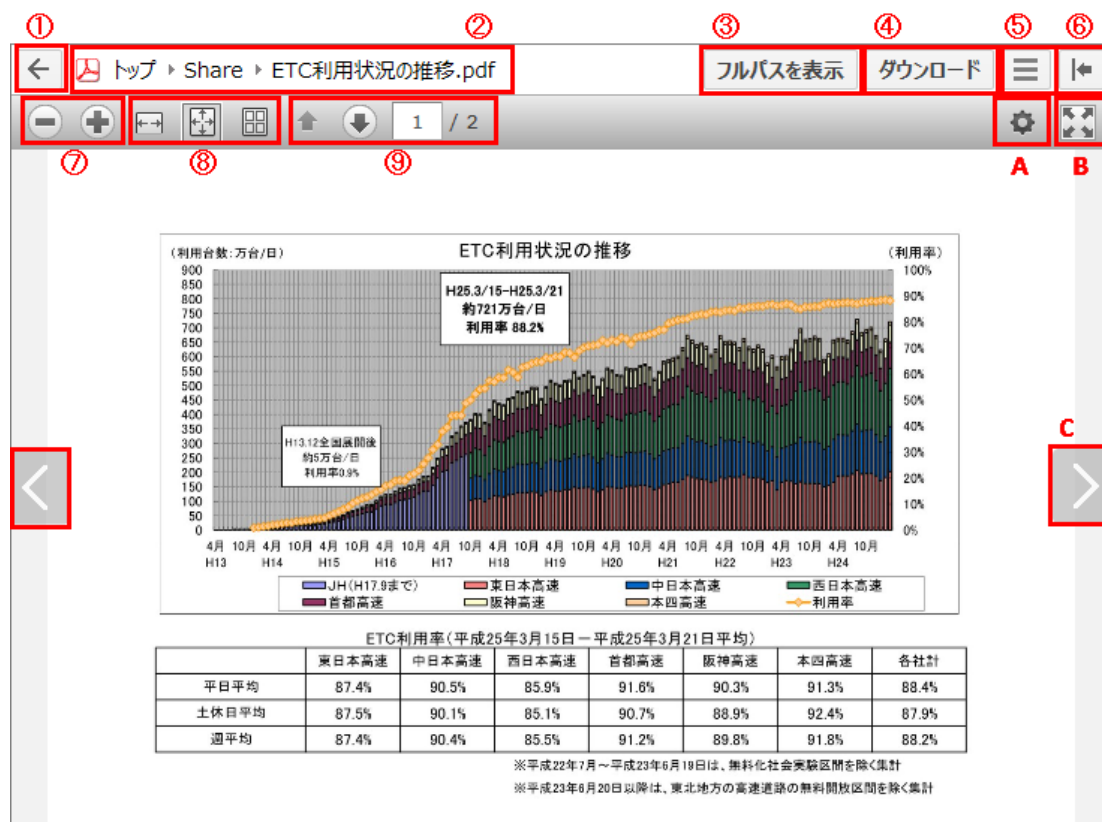 ① ② ③ ④ ⑤ ⑥
トップ Share ETC利用状況の推移.pdf フルパスを表示 ダウンロード
1 / 2
⑦ ⑧ ⑨ A B
ETC利用状況の推移
(利用台数:万台/日) (利用率)
900 100%
850
800 90%
750
700 80%
650
600 70%
550
500 60%
450 50%
400
350 40%
300
250 30%
200
150 20%
100 10%
50
0 0%
H25.3/15-H25.3/21
約721万台/日
利用率 88.2%
H13.12全国展開後
約5万台/日
利用率0.9%
C
4月 10月 4月 10月 4月 10月 4月 10月 4月 10月 4月 10月 4月 10月 4月 10月 4月 10月 4月 10月 4月 10月 4月 10月
H13 H14 H15 H16 H17 H18 H19 H20 H21 H22 H23 H24
JH(H17.9まで) 東日本高速 中日本高速 西日本高速
首都高速 阪神高速 本四高速 利用率
ETC利用率(平成25年3月15日－平成25年3月21日平均)
東日本高速 中日本高速 西日本高速 首都高速 阪神高速 本四高速 各社計
平日平均 87.4% 90.5% 85.9% 91.6% 90.3% 91.3% 88.4%
土休日平均 87.5% 90.1% 85.1% 90.7% 88.9% 92.4% 87.9%
週平均 87.4% 90.4% 85.5% 91.2% 89.8% 91.8% 88.2%
※平成22年7月～平成23年6月19日は、無料化社会実験区間を除く集計
※平成23年6月20日以降は、東北地方の高速道路の無料開放区間を除く集計